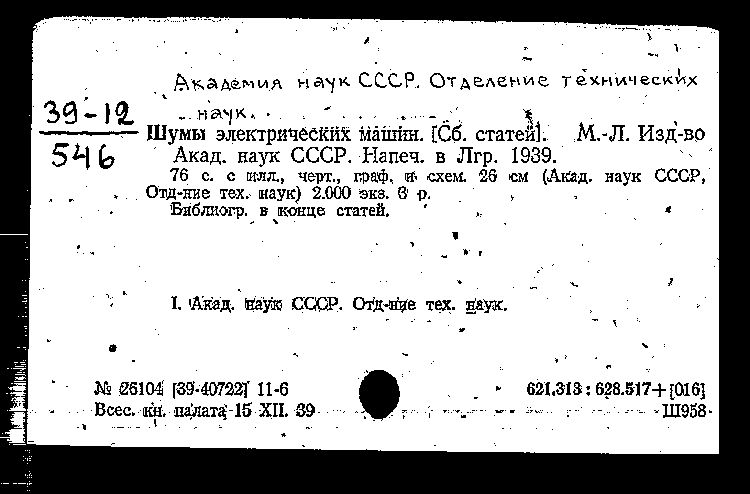 Академия наук СССР. Отделение технических
наук.
39-12
546
Шумы электрических машин. [Сб. статей]. М.-Л. Изд-во
Акад. наук СССР. Напеч. в Лгр. 1939.
76 с. с илл., черт., граф. и схем. 26 см (Акад. наук СССР,
Отд-ние тех. наук) 2.000 экз. 6 р.
Библиогр. в конце статей.
I. Акад. наук СССР. Отд-ние тех. наук.
№ 26104 [39-40722] 11-6 621.313 : 628.517+[016]
Всес. кн. палата 15 XII. 39 Ш958